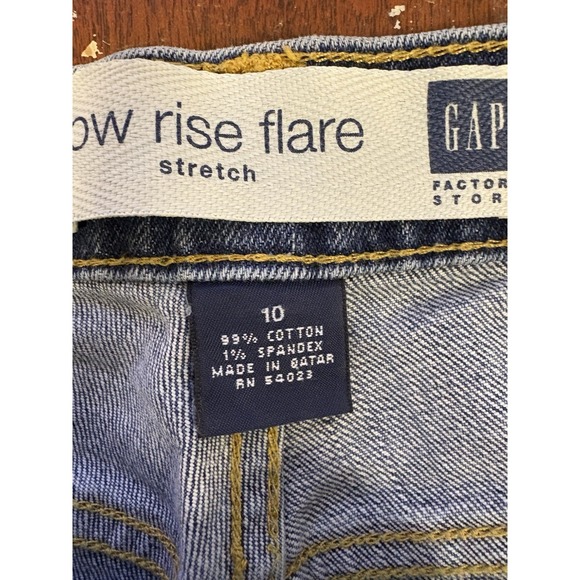 ow rise flare
stretch
GAP
FACTOR
STOR
10
99% COTTON
1% SPANDEX
MADE IN QATAR
RN 54023